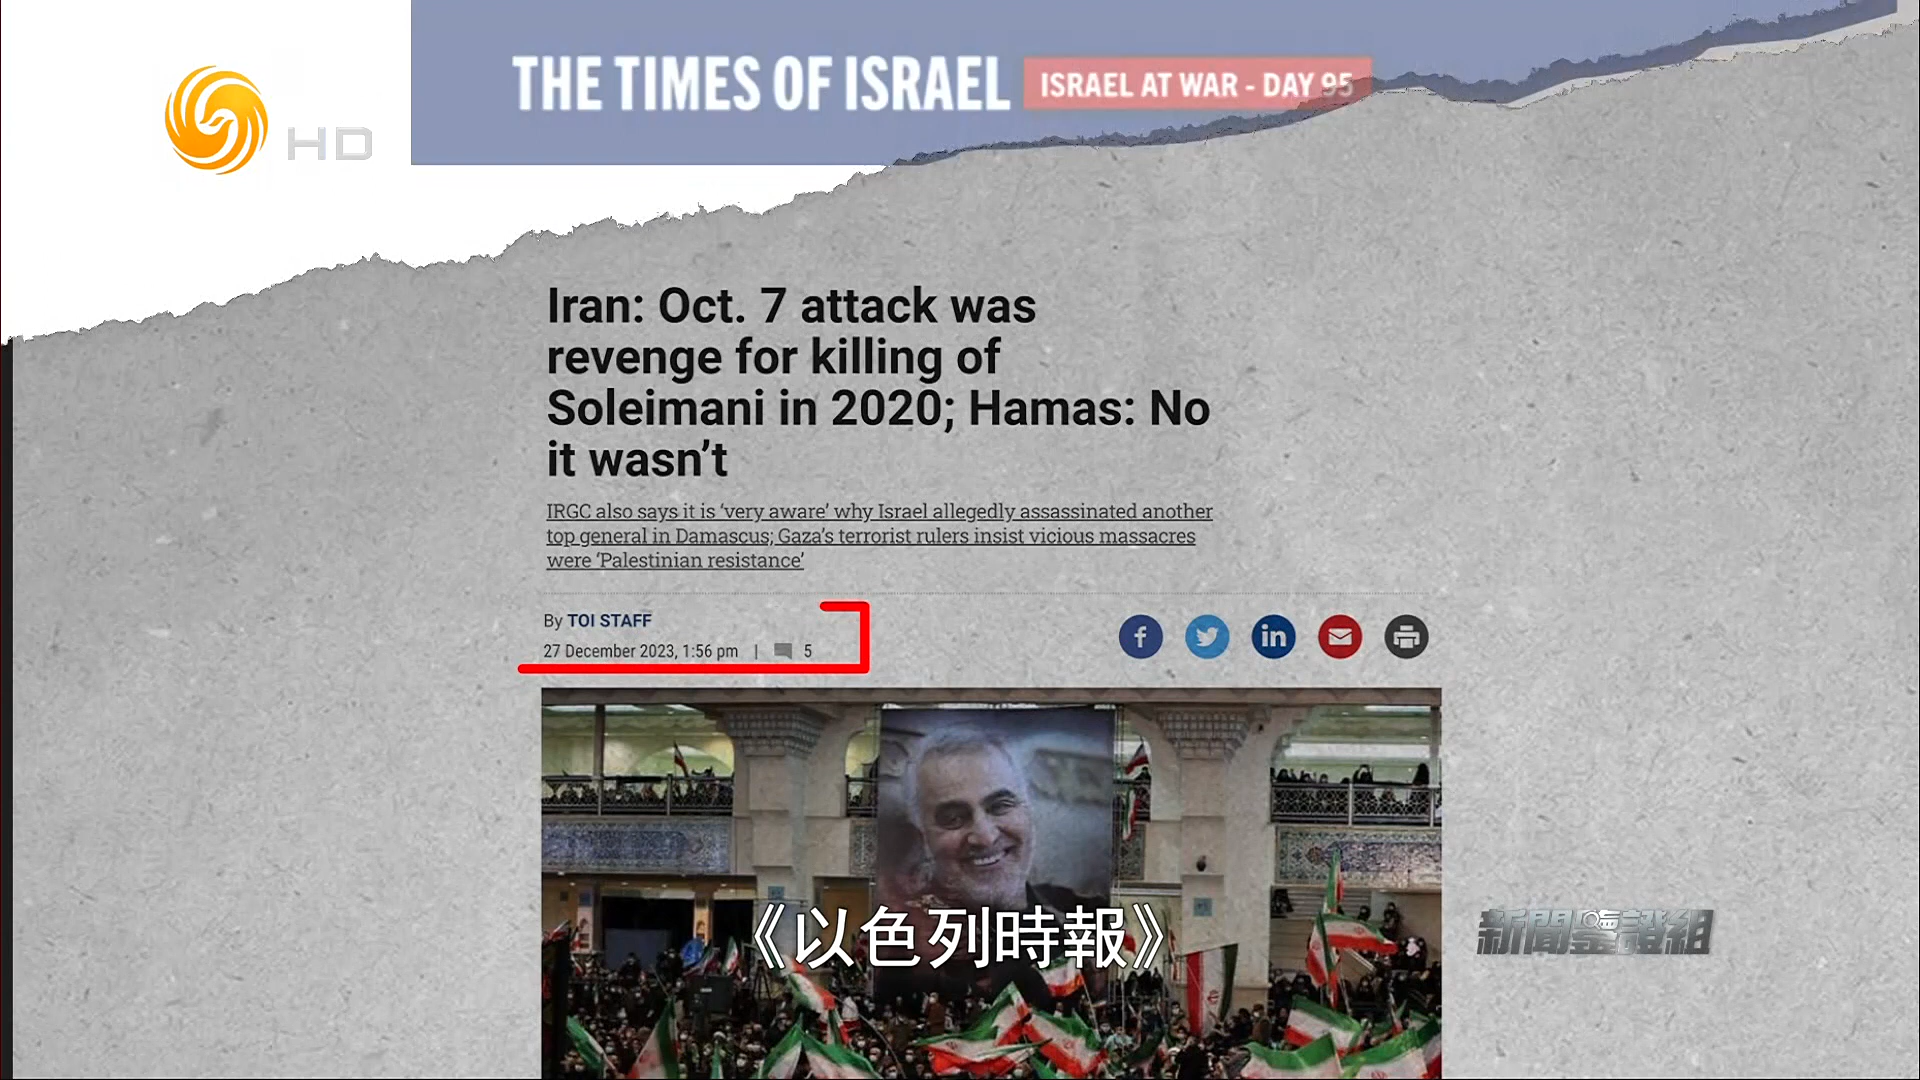 HD
THE TIMES OF ISRAEL
ISRAEL AT WAR - DAY 95
Iran: Oct. 7 attack was
revenge for killing of
Soleimani in 2020; Hamas: No
it wasn’t
IRGC also says it is ‘very aware’ why Israel allegedly assassinated another
top general in Damascus; Gaza’s terrorist rulers insist vicious massacres
were ‘Palestinian resistance’
By TOI STAFF
27 December 2023, 1:56 pm | 5
f
in
《以色列時報》
新聞鑒證組